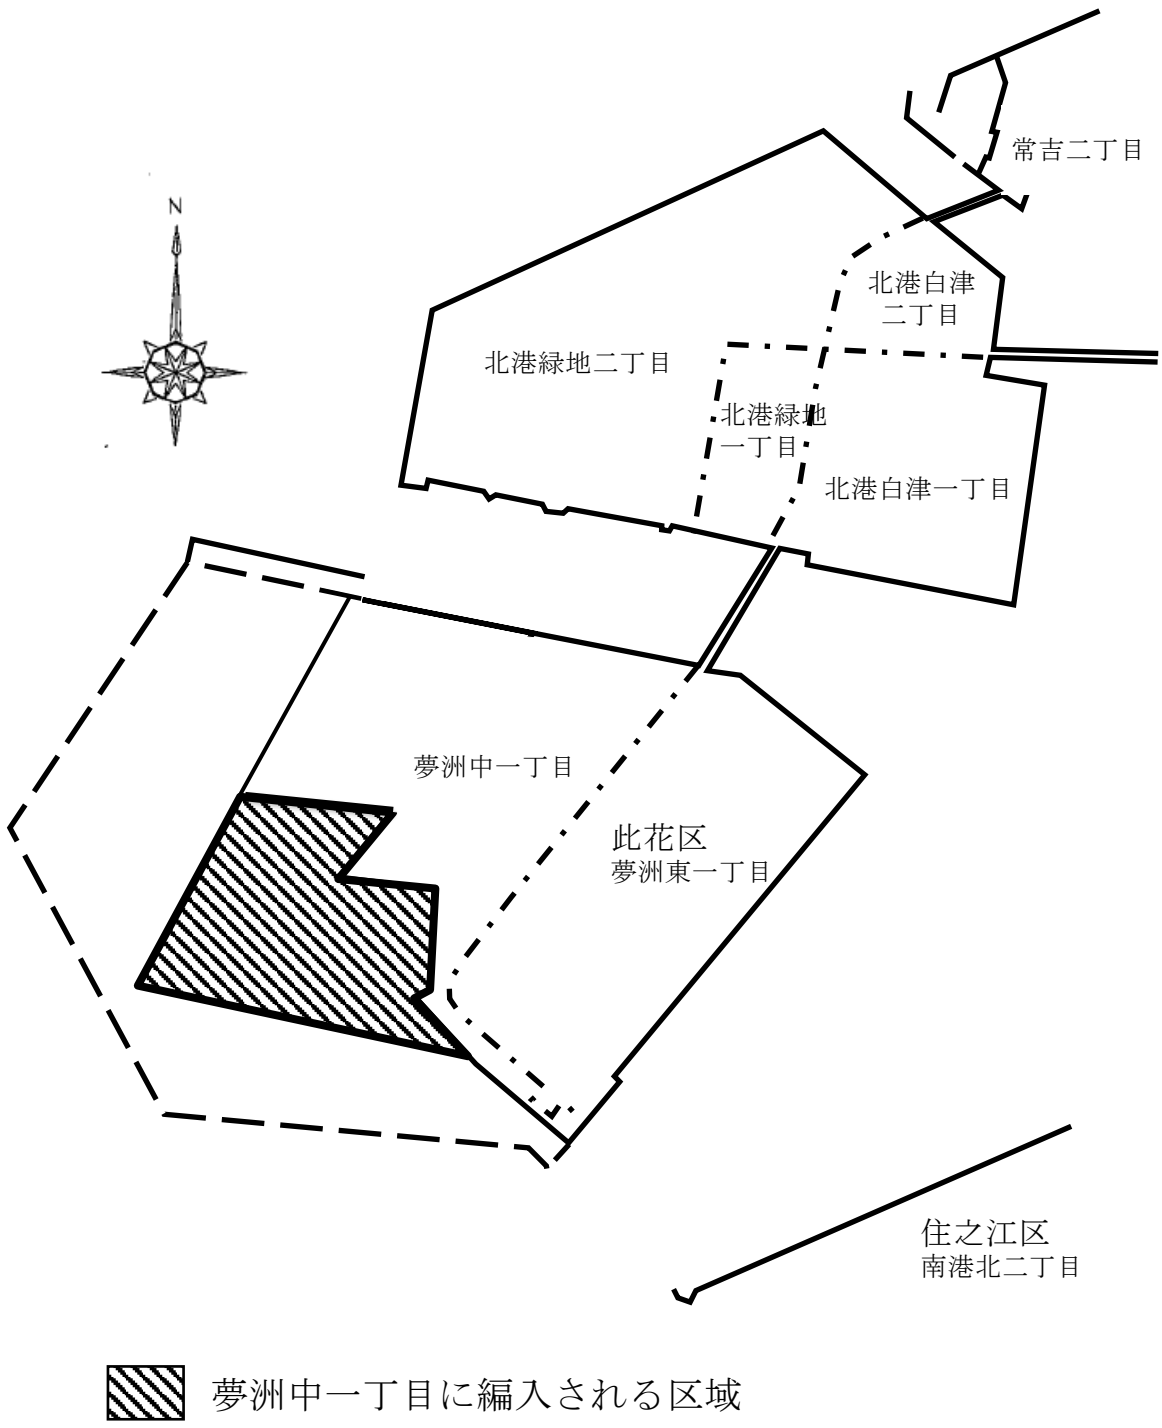 常吉二丁目
N
北港白津
二丁目
北港緑地二丁目
北港緑地
一丁目
北港白津一丁目
夢洲中一丁目
此花区
夢洲東一丁目
住之江区
南港北二丁目
夢洲中一丁目に編入される区域